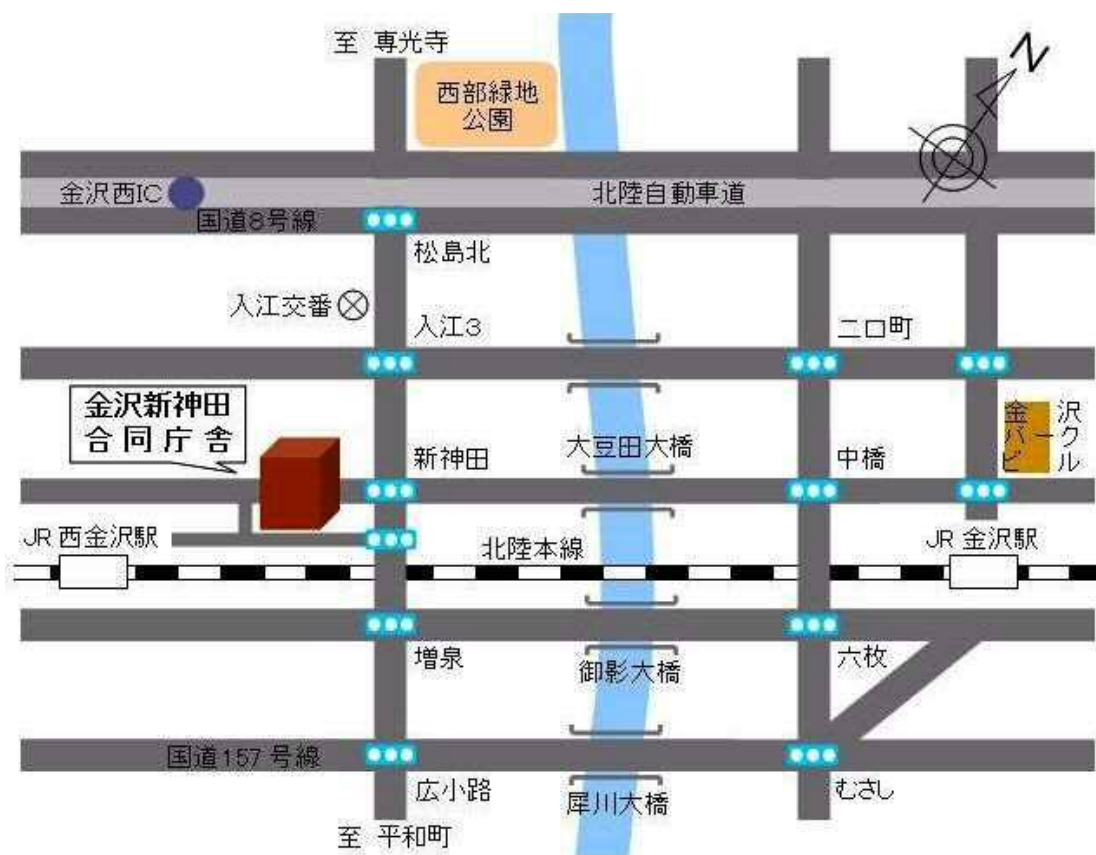 至 専光寺
西部緑地
公園
N
金沢西IC
北陸自動車道
国道8号線
松島北
入江交番
入江3
二口町
金沢新神田
合同庁舎
新神田
大豆田大橋
中橋
金沢
パーク
ビル
JR 西金沢駅
北陸本線
JR 金沢駅
増泉
御影大橋
六枚
国道157号線
広小路
犀川大橋
むさし
至 平和町